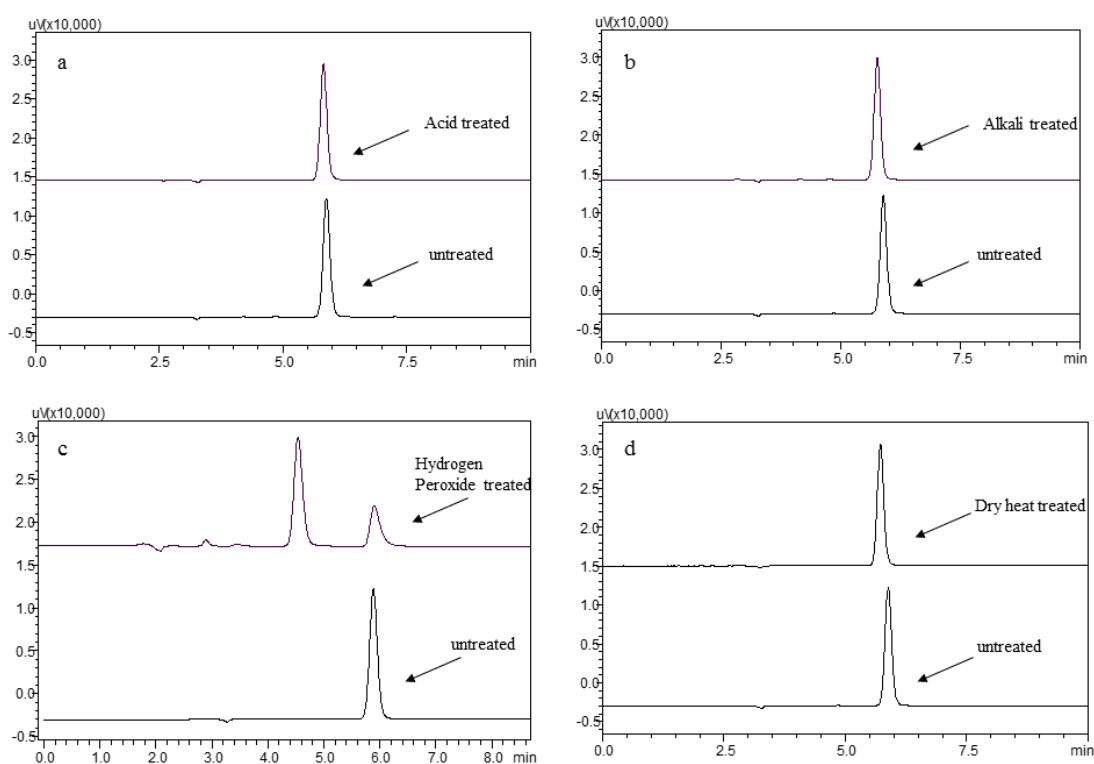 uV(x10,000)
a
3.0
2.5
Acid treated
2.0
1.5
1.0
untreated
0.5
0.0
-0.5
0.0 2.5 5.0 7.5 min
uV(x10,000)
b
3.0
2.5
Alkali treated
2.0
1.5
1.0
untreated
0.5
0.0
-0.5
0.0 2.5 5.0 7.5 min
uV(x10,000)
c
3.0
Hydrogen
Peroxide treated
2.5
2.0
1.5
1.0
untreated
0.5
0.0
-0.5
0.0 1.0 2.0 3.0 4.0 5.0 6.0 7.0 8.0 min
uV(x10,000)
d
3.0
2.5
Dry heat treated
2.0
1.5
1.0
untreated
0.5
0.0
-0.5
0.0 2.5 5.0 7.5 min